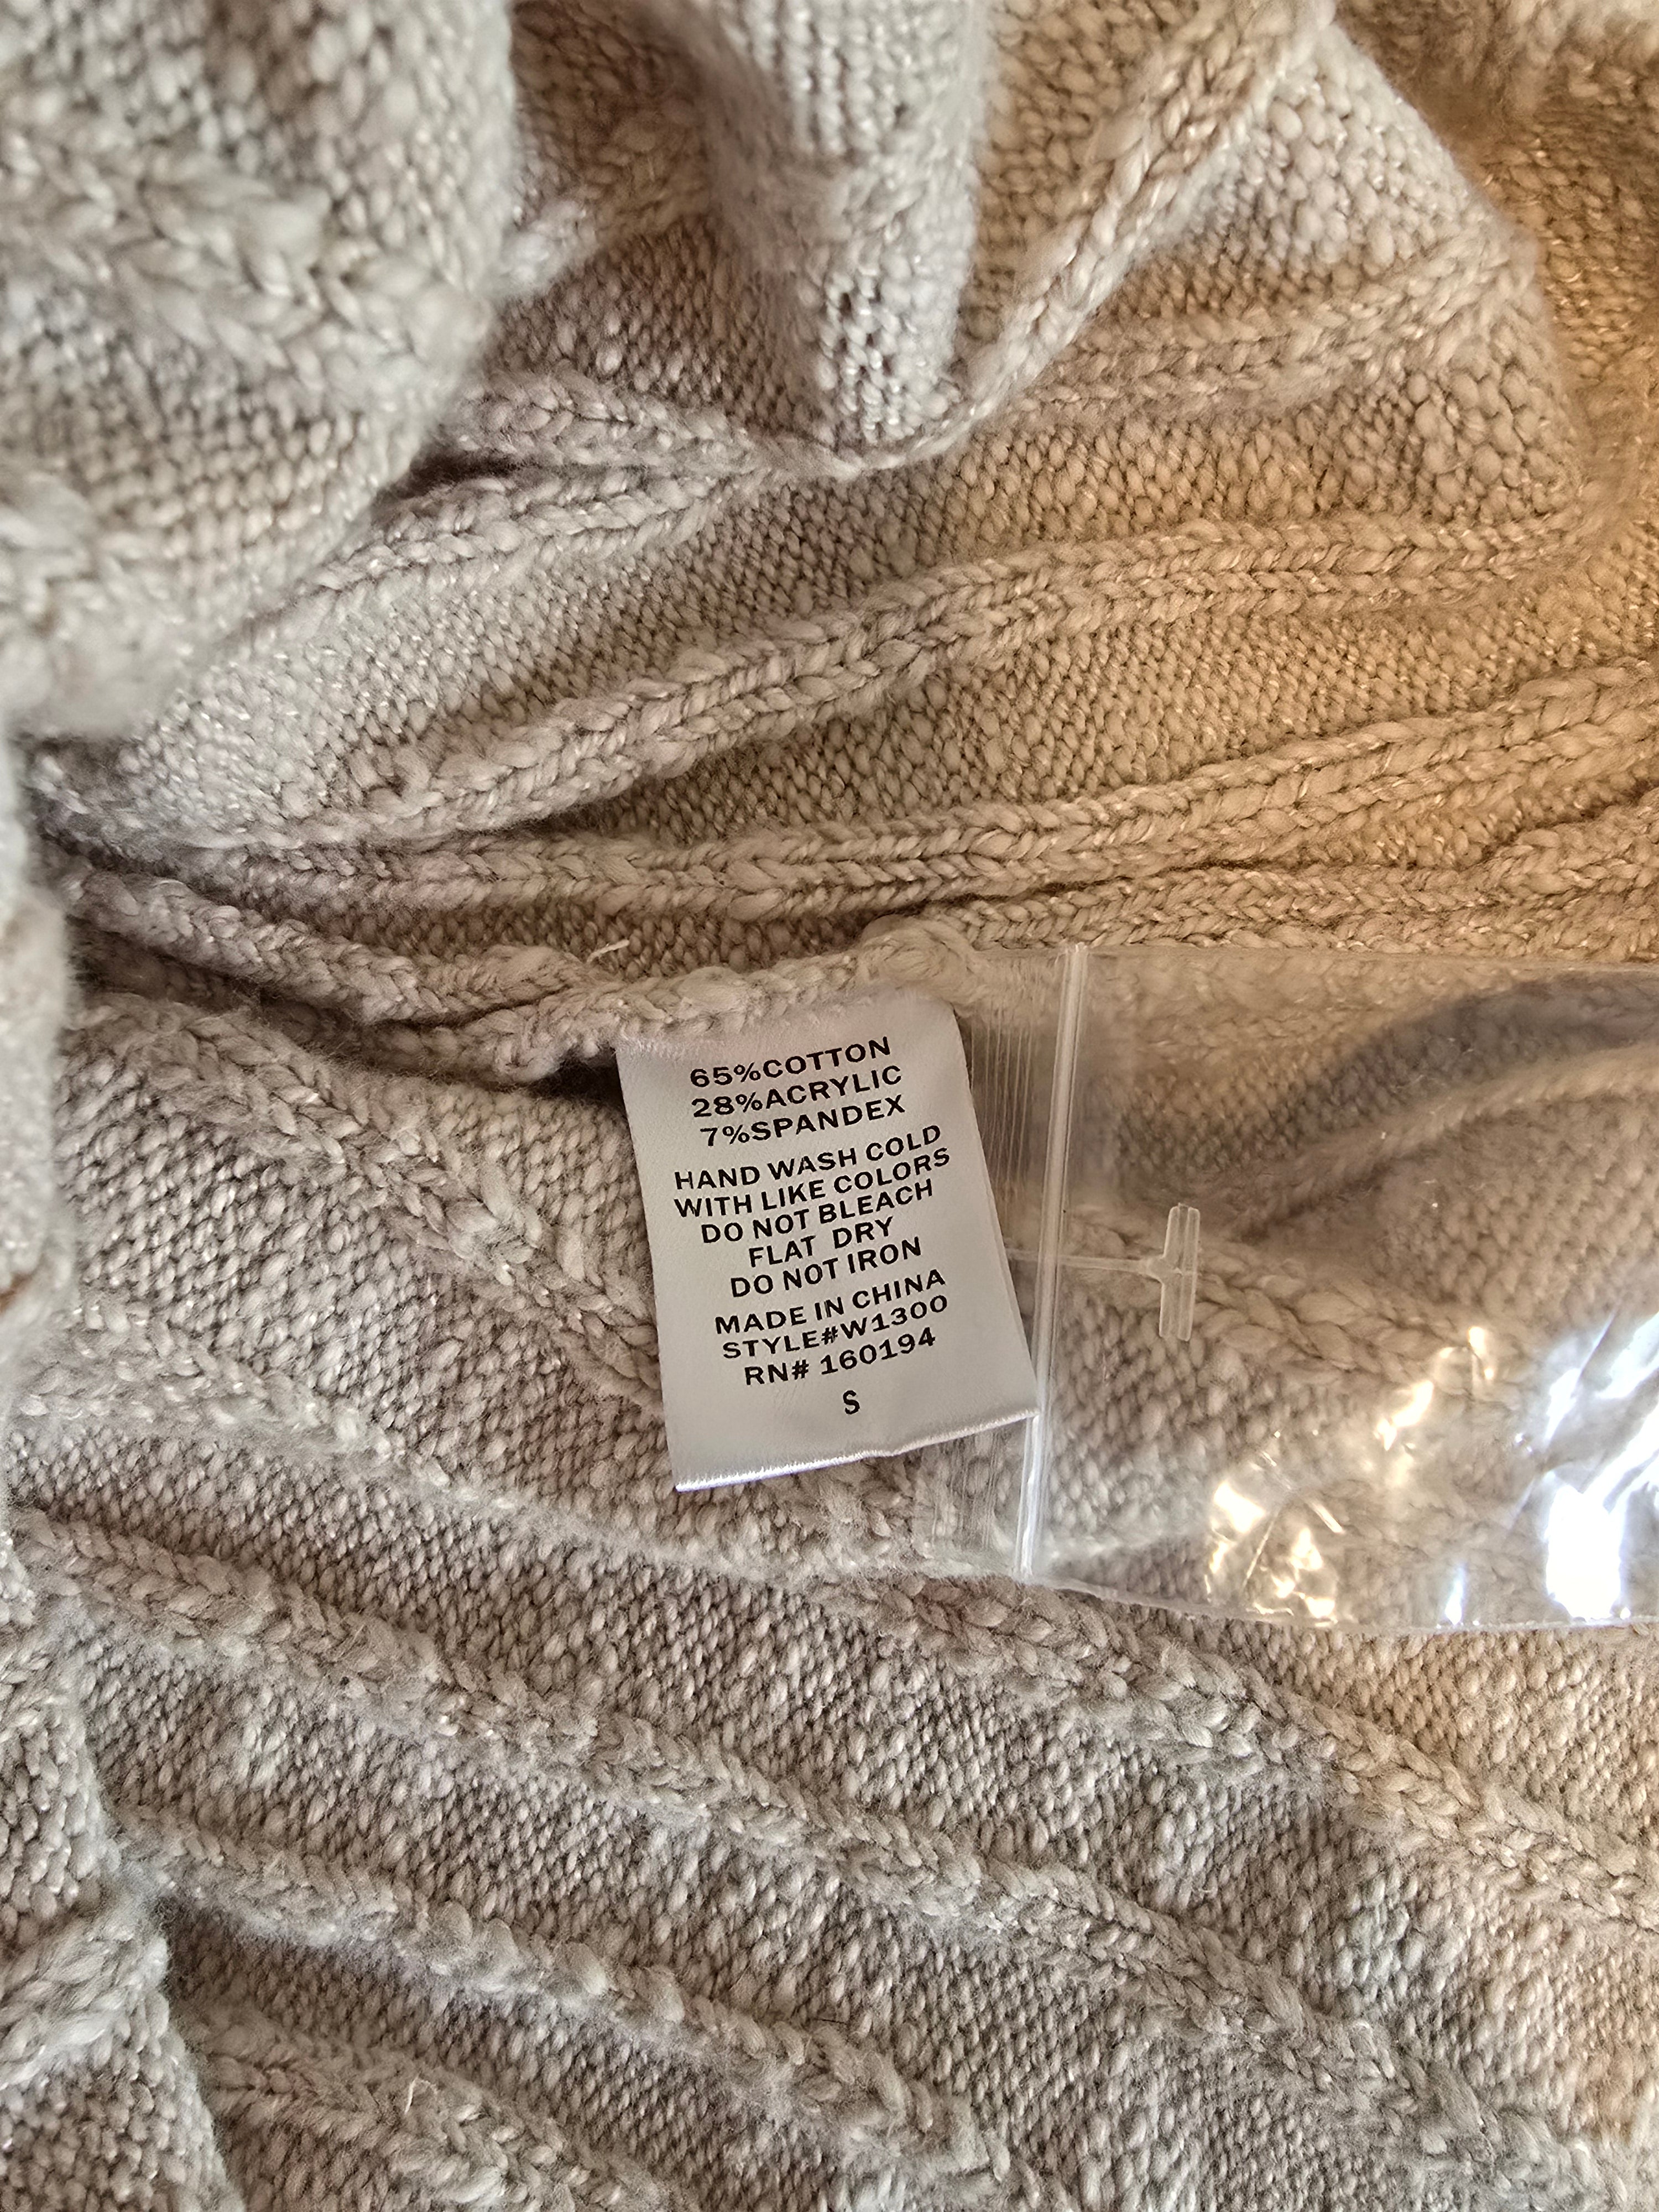 65%COTTON
28%ACRYLIC
7%SPANDEX
HAND WASH COLD
WITH LIKE COLORS
DO NOT BLEACH
FLAT DRY
DO NOT IRON
MADE IN CHINA
STYLE#W1300
RN# 160194
S